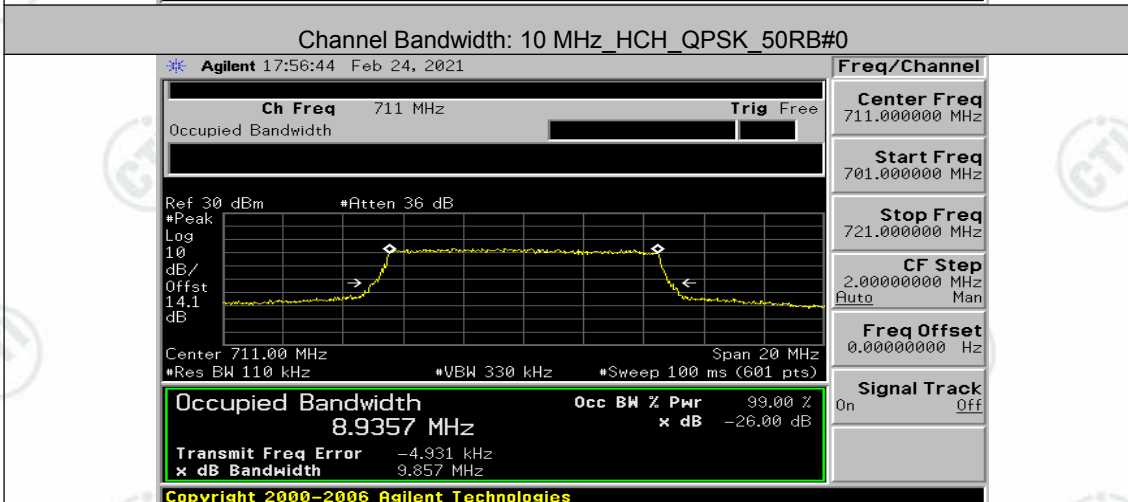 Channel Bandwidth: 10 MHz_HCH_QPSK_50RB#0
Agilent 17:56:44 Feb 24, 2021
Freq/Channel
Ch Freq 711 MHz Trig Free
Occupied Bandwidth
Center Freq
711.000000 MHz
Start Freq
701.000000 MHz
Stop Freq
721.000000 MHz
CF Step
2.00000000 MHz
Auto Man
Freq Offset
0.00000000 Hz
Signal Track
On Off
Ref 30 dBm #Atten 36 dB
#Peak
Log
10
dB/
Offst
14.1
dB
Center 711.00 MHz Span 20 MHz
#Res BW 110 kHz #VBW 330 kHz #Sweep 100 ms (601 pts)
Occupied Bandwidth Occ BW % Pwr 99.00 %
8.9357 MHz x dB -26.00 dB
Transmit Freq Error -4.931 kHz
x dB Bandwidth 9.857 MHz
Copyright 2000-2006 Agilent Technologies
CTI
CTI
CTI